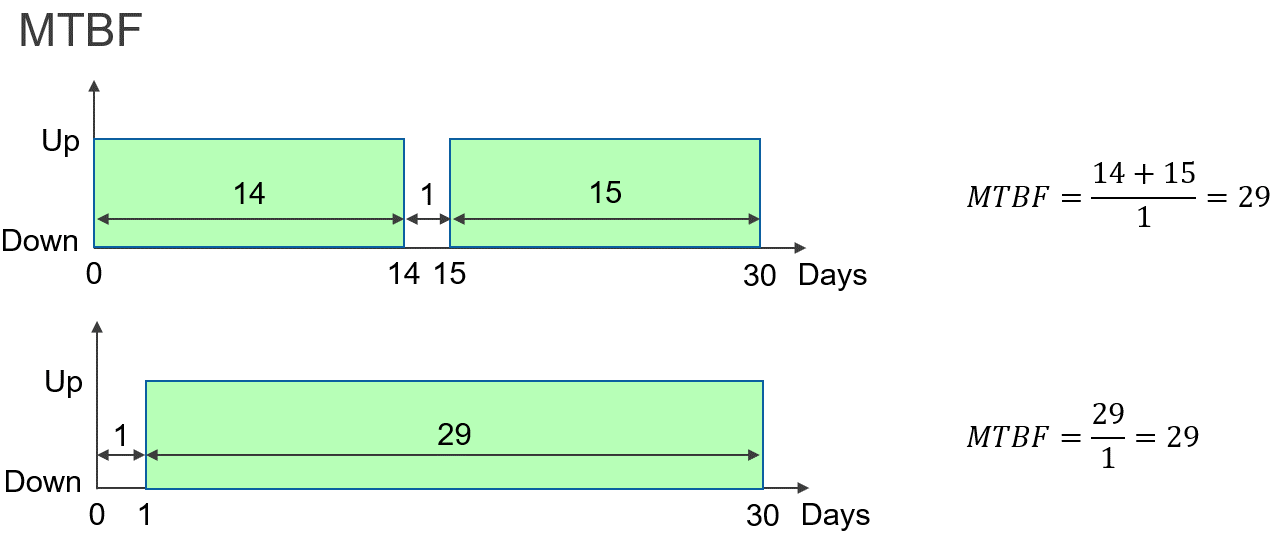 MTBF
Up
14
1
15
Down
0
14
15
30
Days
MTBF = (14 + 15)/1 = 29
Up
1
29
Down
0
1
30
Days
MTBF = 29/1 = 29